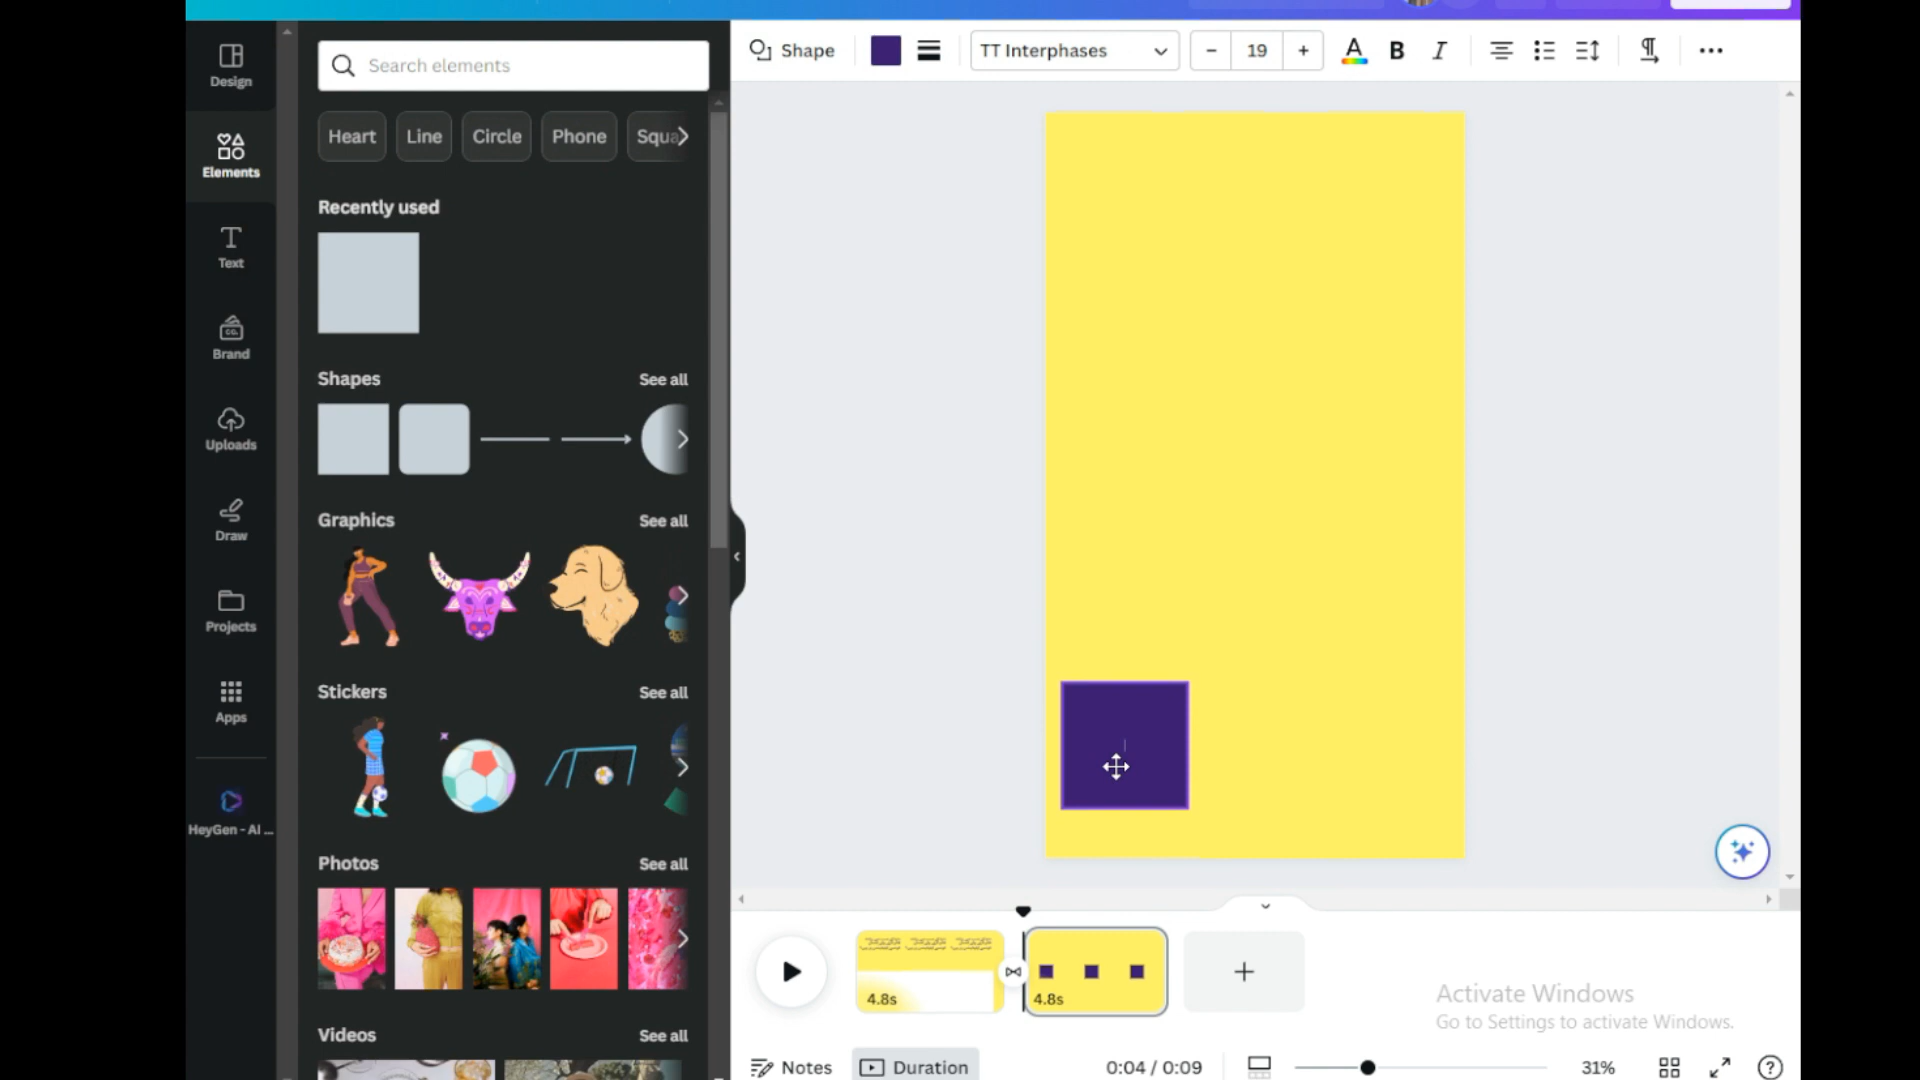 Design
Elements
Text
Brand
CO.
Uploads
Draw
Projects
Apps
HeyGen - AI ...
Search elements
Heart
Line
Circle
Phone
Squa
Recently used
Shapes
See all
Graphics
See all
Stickers
See all
Photos
See all
Videos
See all
Shape
TT Interphases
− 19 +
A
B
I
4.8s
4.8s
Activate Windows
Go to Settings to activate Windows.
Notes
Duration
0:04 / 0:09
31%
?